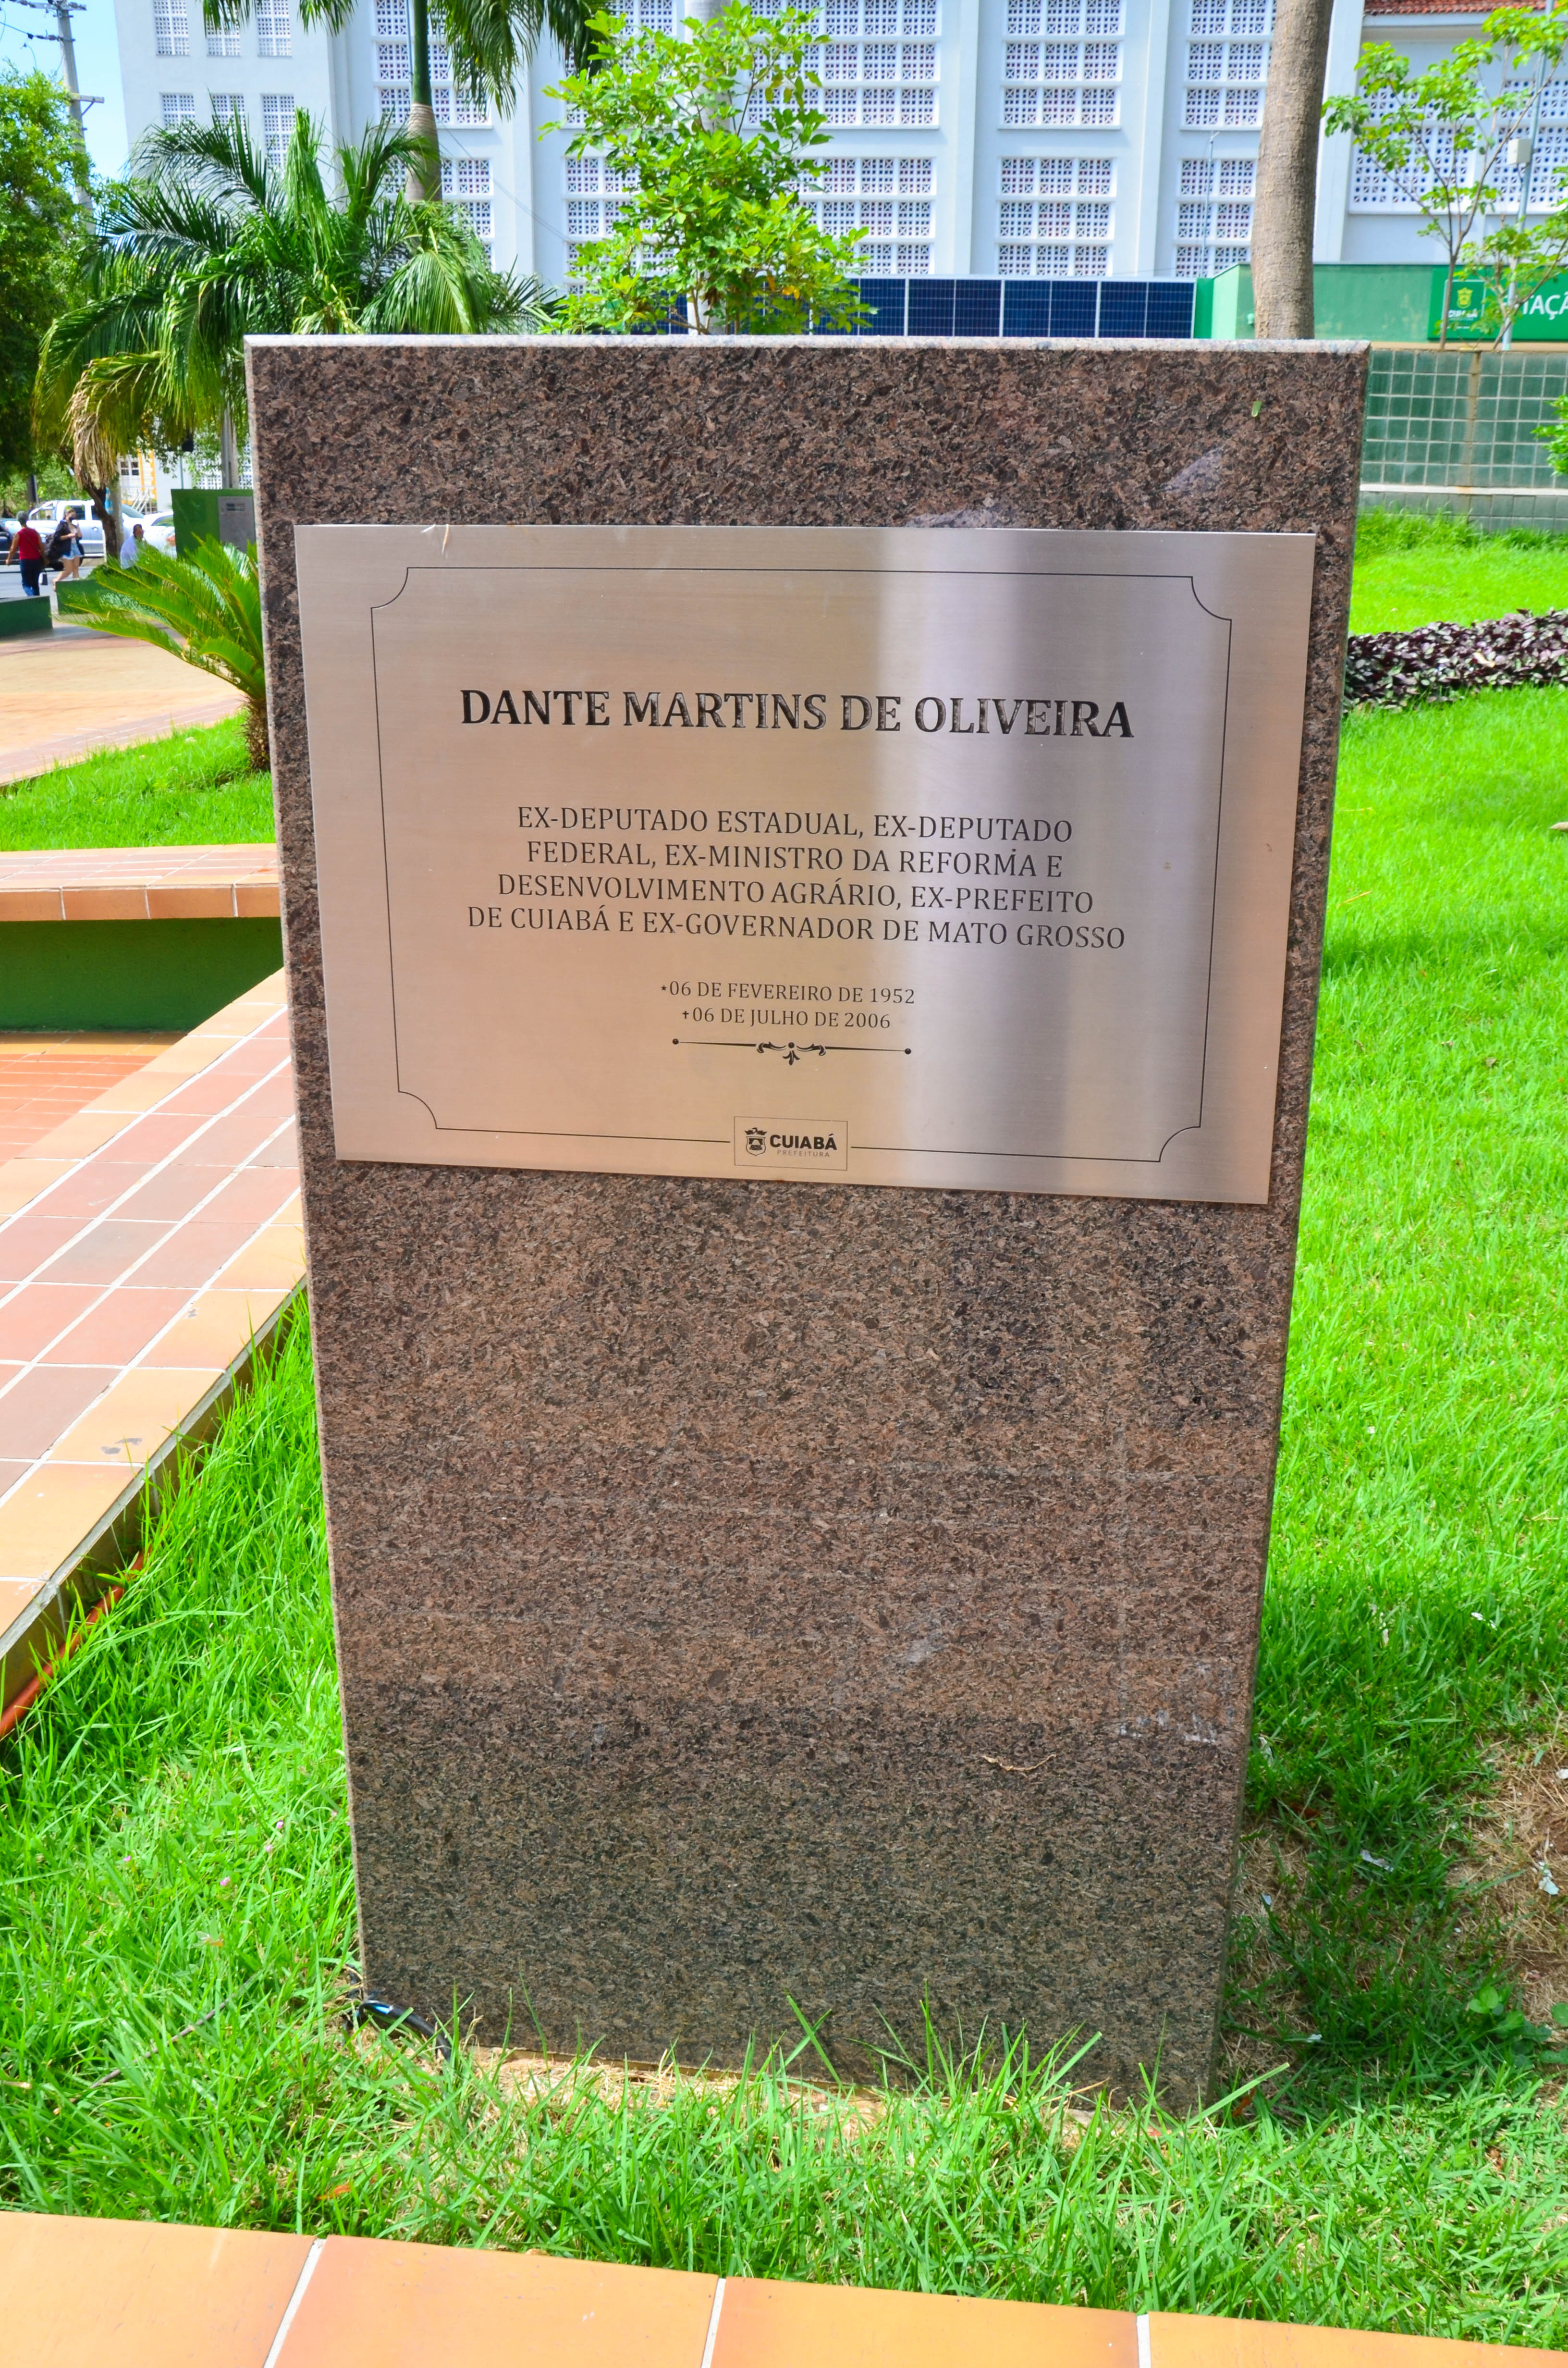 DANTE MARTINS DE OLIVEIRA
EX-DEPUTADO ESTADUAL, EX-DEPUTADO
FEDERAL, EX-MINISTRO DA REFORMA E
DESENVOLVIMENTO AGRÁRIO, EX-PREFEITO
DE CUIABÁ E EX-GOVERNADOR DE MATO GROSSO
*06 DE FEVEREIRO DE 1952
✝06 DE JULHO DE 2006
CUIABÁ
PREFEITURA